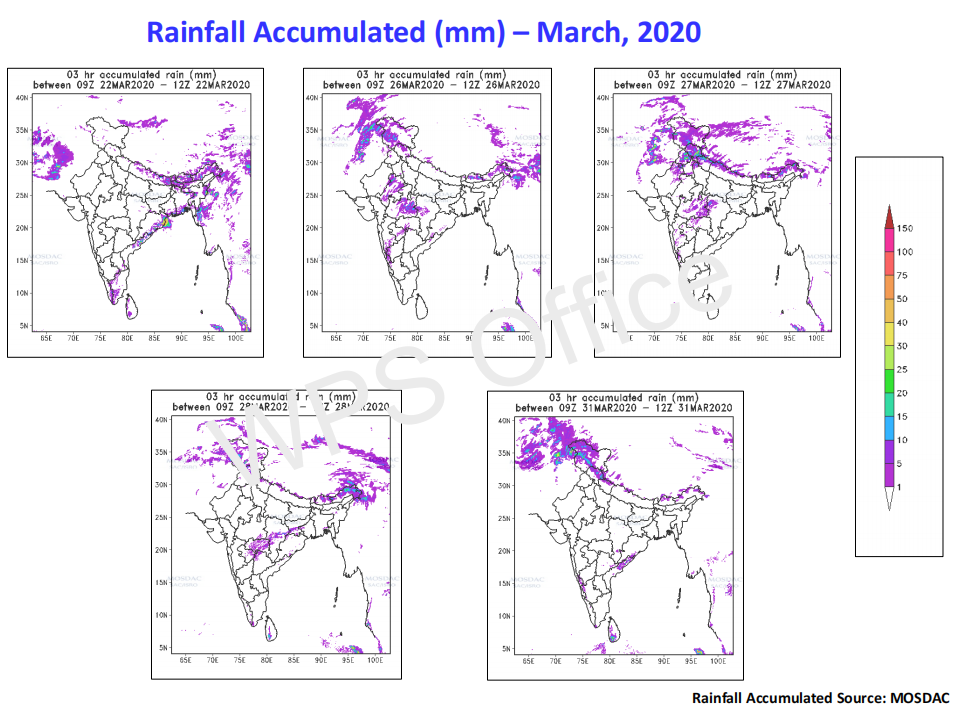 Rainfall Accumulated (mm) – March, 2020
03 hr accumulated rain (mm)
between 09Z 22MAR2020 – 12Z 22MAR2020
40N
35N
30N
25N
20N
15N
10N
5N
65E 70E 75E 80E 85E 90E 95E 100E
03 hr accumulated rain (mm)
between 09Z 26MAR2020 – 12Z 26MAR2020
40N
35N
30N
25N
20N
15N
10N
5N
65E 70E 75E 80E 85E 90E 95E 100E
03 hr accumulated rain (mm)
between 09Z 27MAR2020 – 12Z 27MAR2020
40N
35N
30N
25N
20N
15N
10N
5N
70E 75E 80E 85E 90E 95E 100E
150
100
75
50
40
30
25
20
15
10
5
1
WPS Office
03 hr accumulated rain (mm)
between 09Z 28MAR2020 – 28MAR2020
40N
35N
30N
25N
20N
15N
10N
5N
65E 70E 75E 80E 85E 90E 95E 100E
03 hr accumulated rain (mm)
between 09Z 31MAR2020 – 12Z 31MAR2020
40N
35N
30N
25N
20N
15N
10N
5N
65E 70E 75E 80E 85E 90E 95E 100E
MOSDAC
Rainfall Accumulated Source: MOSDAC